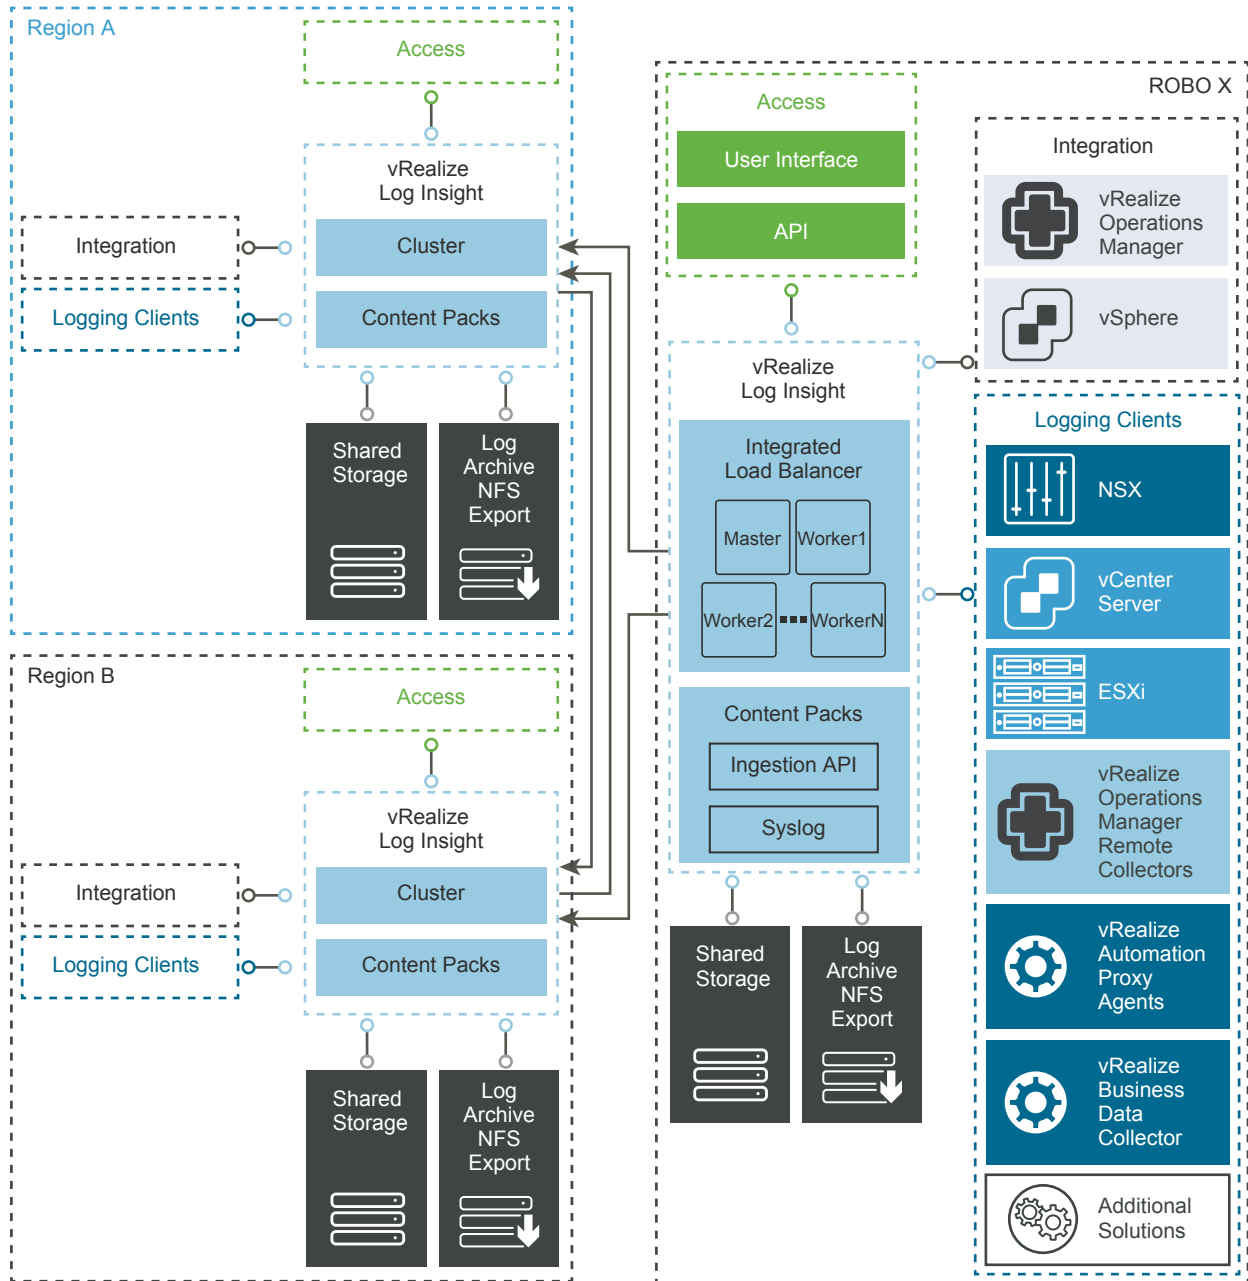 Region A
Access
vRealize
Log Insight
Cluster
Content Packs
Integration
Logging Clients
Shared
Storage
Log
Archive
NFS
Export
Region B
Access
vRealize
Log Insight
Cluster
Content Packs
Integration
Logging Clients
Shared
Storage
Log
Archive
NFS
Export
ROBO X
Access
User Interface
API
vRealize
Log Insight
Integrated
Load Balancer
Master
Worker1
Worker2
WorkerN
Content Packs
Ingestion API
Syslog
Shared
Storage
Log
Archive
NFS
Export
Integration
vRealize
Operations
Manager
vSphere
Logging Clients
NSX
vCenter
Server
ESXi
vRealize
Operations
Manager
Remote
Collectors
vRealize
Automation
Proxy
Agents
vRealize
Business
Data
Collector
Additional
Solutions